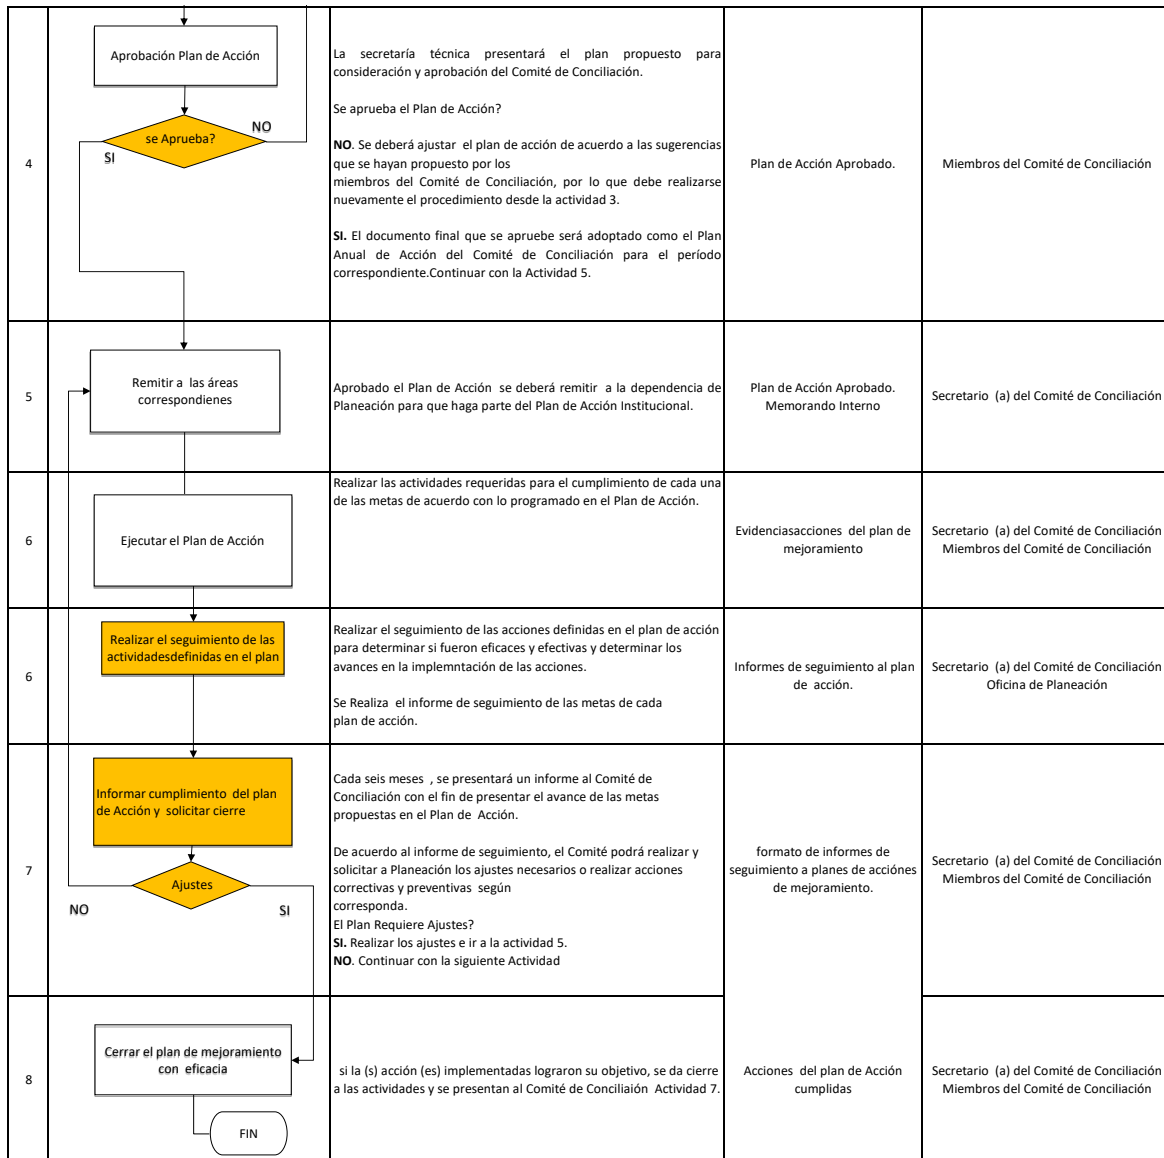 4
Aprobación Plan de Acción
se Aprueba?
NO
SI
La secretaría técnica presentará el plan propuesto para
consideración y aprobación del Comité de Conciliación.
Se aprueba el Plan de Acción?
NO. Se deberá ajustar el plan de acción de acuerdo a las sugerencias
que se hayan propuesto por los
miembros del Comité de Conciliación, por lo que debe realizarse
nuevamente el procedimiento desde la actividad 3.
SI. El documento final que se apruebe será adoptado como el Plan
Anual de Acción del Comité de Conciliación para el período
correspondiente.Continuar con la Actividad 5.
Plan de Acción Aprobado.
Miembros del Comité de Conciliación
5
Remitir a las áreas
correspondienes
Aprobado el Plan de Acción se deberá remitir a la dependencia de
Planeación para que haga parte del Plan de Acción Institucional.
Plan de Acción Aprobado.
Memorando Interno
Secretario (a) del Comité de Conciliación
6
Ejecutar el Plan de Acción
Realizar las actividades requeridas para el cumplimiento de cada una
de las metas de acuerdo con lo programado en el Plan de Acción.
Evidenciasacciones del plan de
mejoramiento
Secretario (a) del Comité de Conciliación
Miembros del Comité de Conciliación
6
Realizar el seguimiento de las
actividadesdefinidas en el plan
Realizar el seguimiento de las acciones definidas en el plan de acción
para determinar si fueron eficaces y efectivas y determinar los
avances en la implemntación de las acciones.
Se Realiza el informe de seguimiento de las metas de cada
plan de acción.
Informes de seguimiento al plan
de acción.
Secretario (a) del Comité de Conciliación
Oficina de Planeación
7
Informar cumplimiento del plan
de Acción y solicitar cierre
Ajustes
NO
SI
Cada seis meses , se presentará un informe al Comité de
Conciliación con el fin de presentar el avance de las metas
propuestas en el Plan de Acción.
De acuerdo al informe de seguimiento, el Comité podrá realizar y
solicitar a Planeación los ajustes necesarios o realizar acciones
correctivas y preventivas según
corresponda.
El Plan Requiere Ajustes?
SI. Realizar los ajustes e ir a la actividad 5.
NO. Continuar con la siguiente Actividad
formato de informes de
seguimiento a planes de acciónes
de mejoramiento.
Secretario (a) del Comité de Conciliación
Miembros del Comité de Conciliación
8
Cerrar el plan de mejoramiento
con eficacia
FIN
si la (s) acción (es) implementadas lograron su objetivo, se da cierre
a las actividades y se presentan al Comité de Conciliaión Actividad 7.
Acciones del plan de Acción
cumplidas
Secretario (a) del Comité de Conciliación
Miembros del Comité de Conciliación